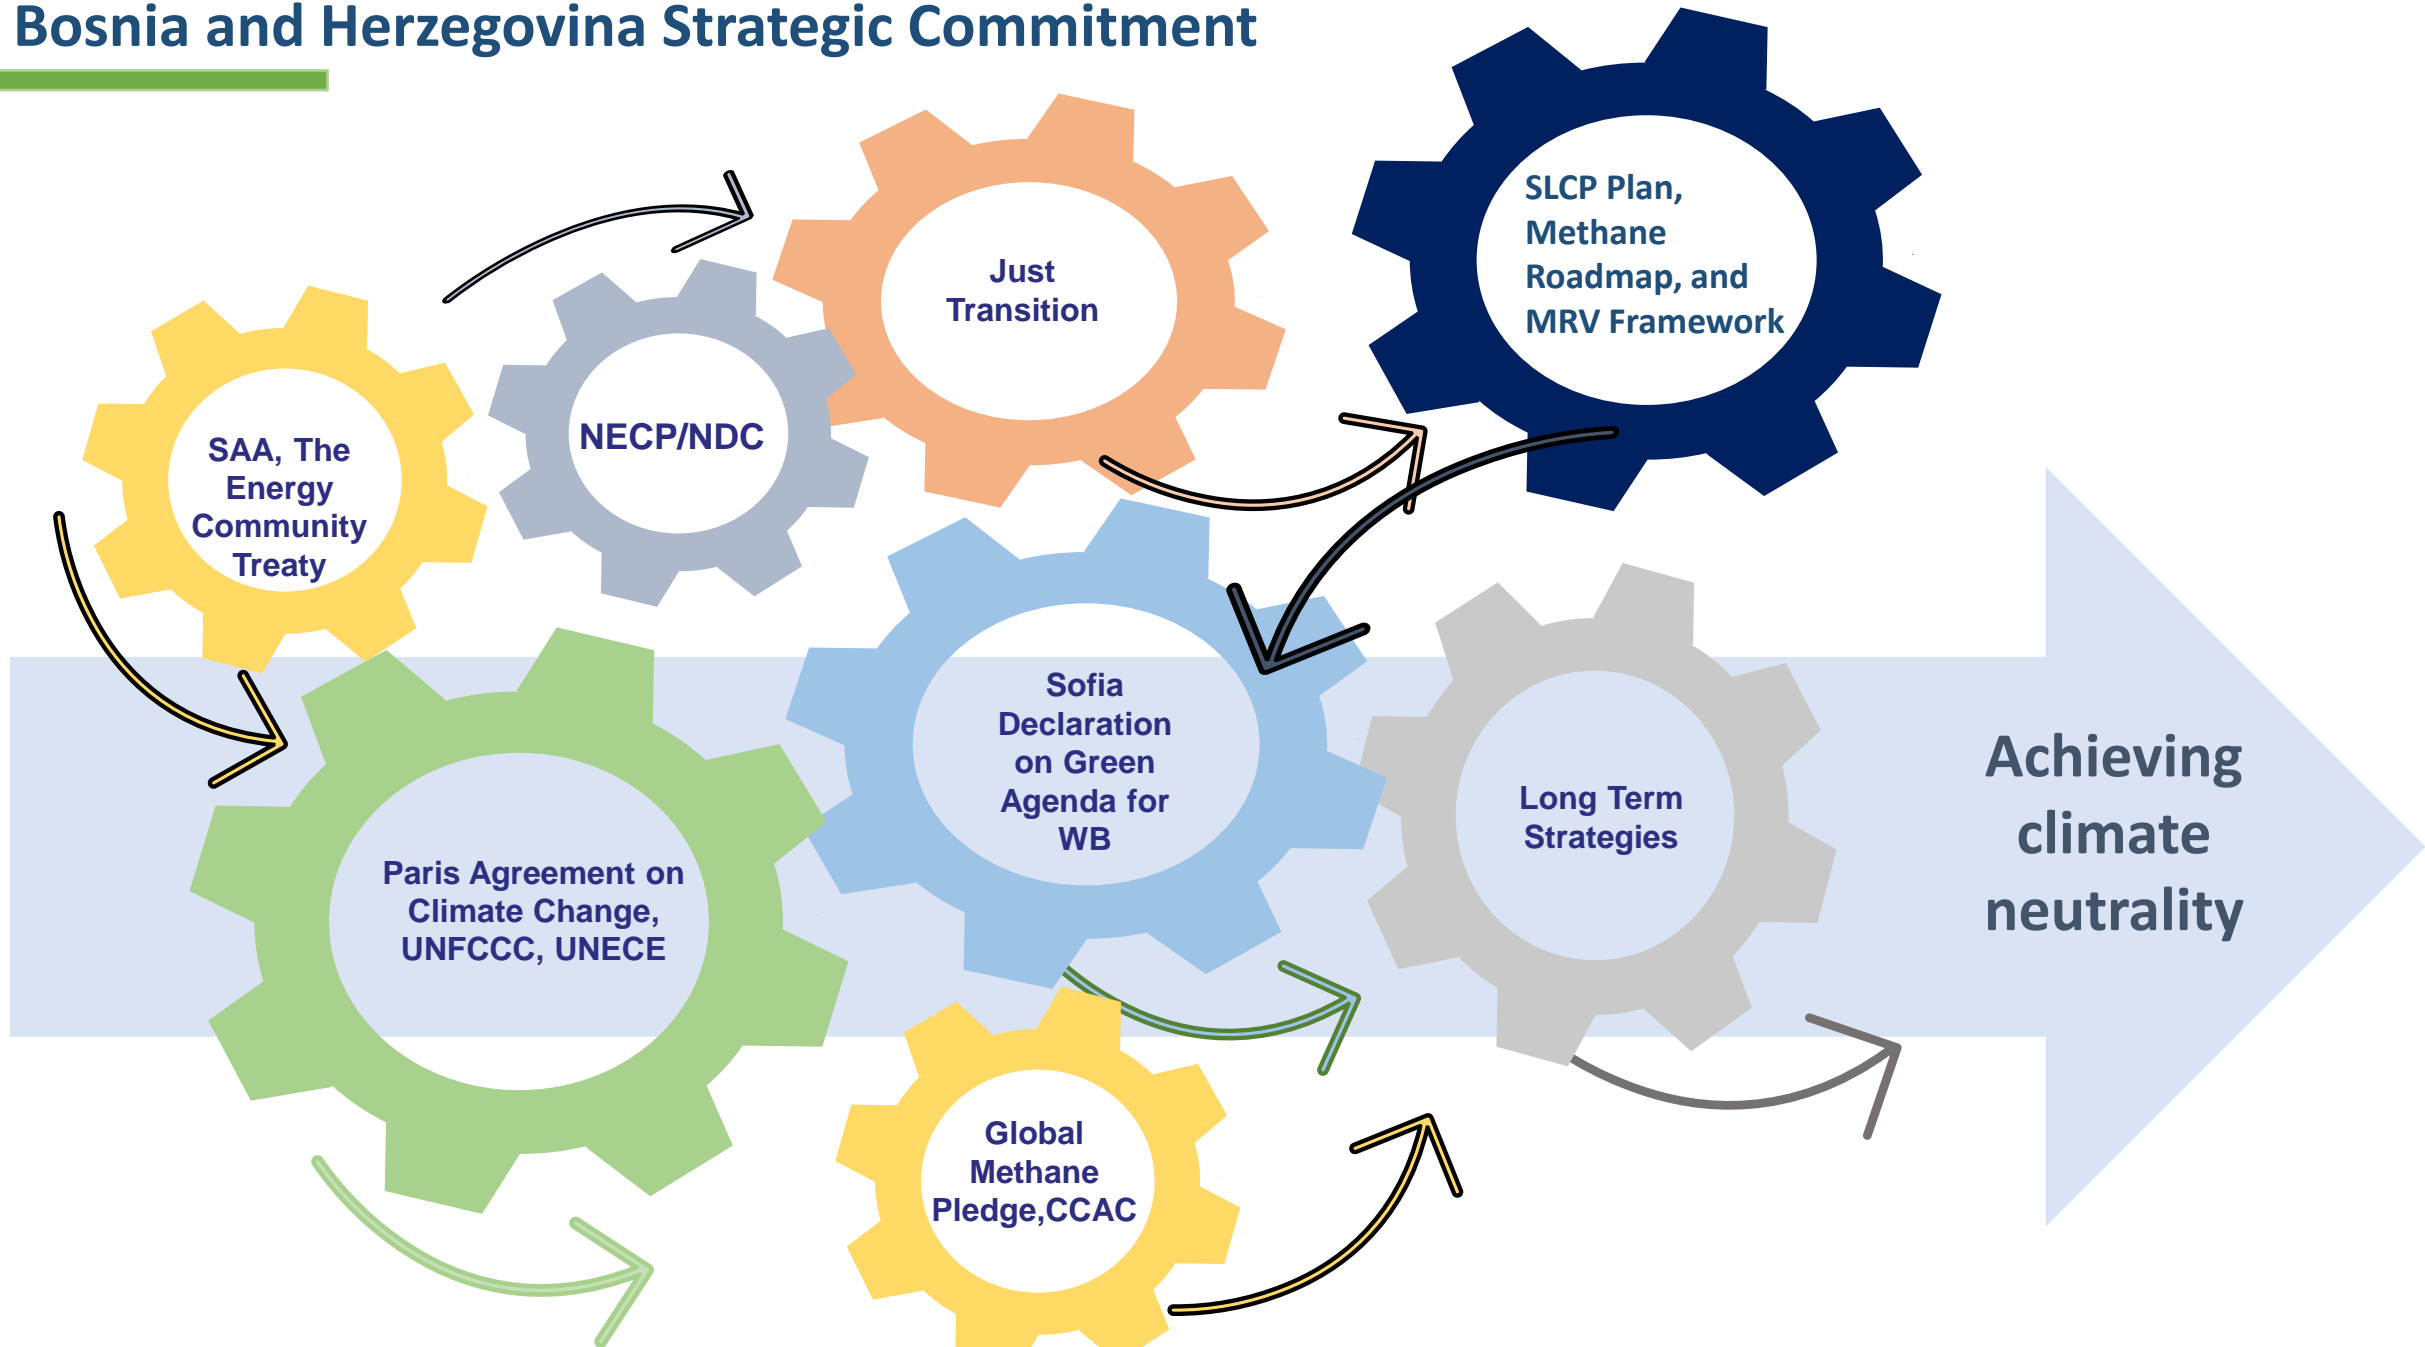 Bosnia and Herzegovina Strategic Commitment
SLCP Plan,
Methane
Roadmap, and
MRV Framework
Just
Transition
NECP/NDC
SAA, The
Energy
Community
Treaty
Sofia
Declaration
on Green
Agenda for
WB
Long Term
Strategies
Achieving
climate
neutrality
Paris Agreement on
Climate Change,
UNFCCC, UNECE
Global
Methane
Pledge,CCAC